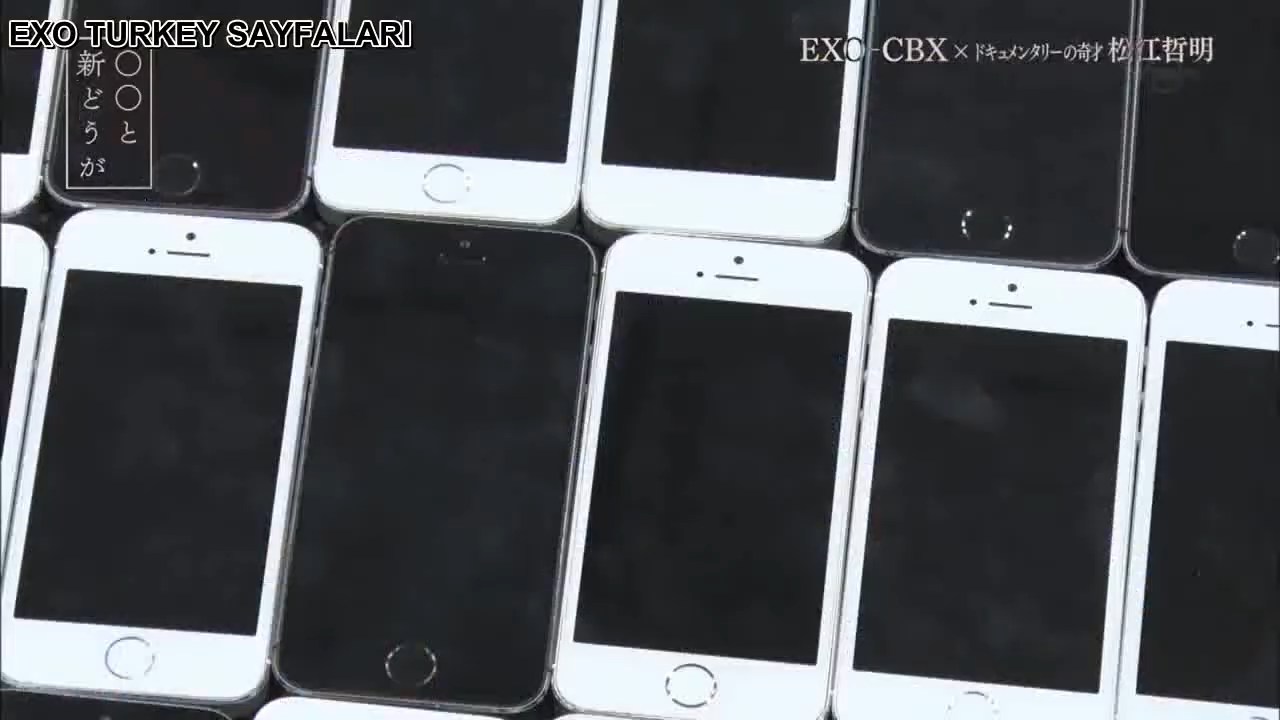 EXO TURKEY SAYFALARI
EXO-CBX × ドキュメンタリーの奇才 松江哲明
〇〇と
新どうが